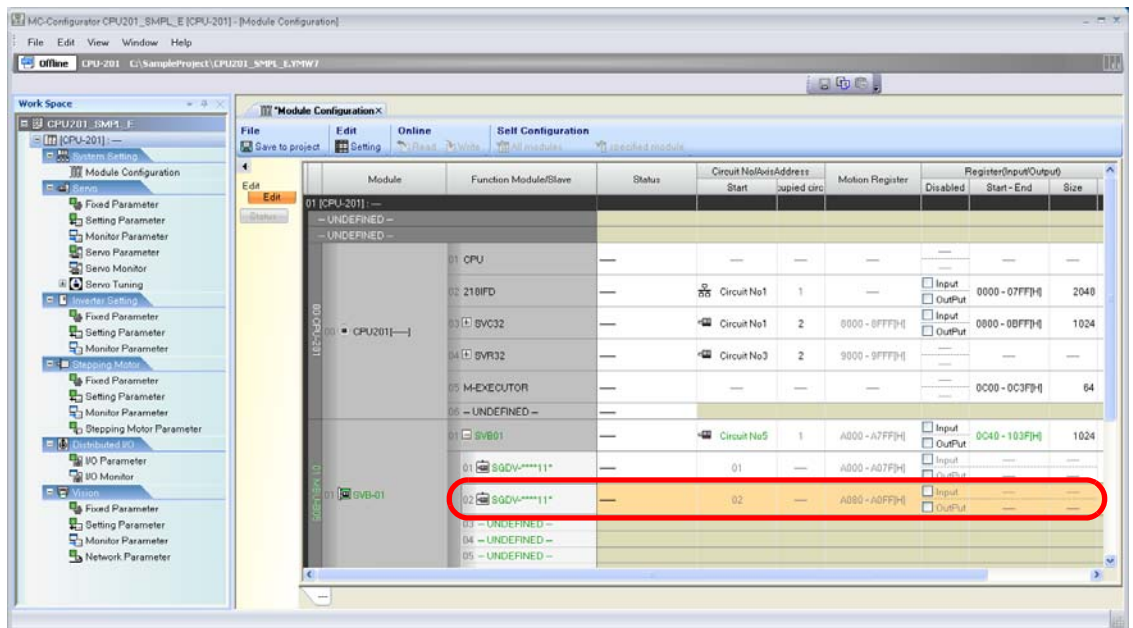 MC-Configurator CPU201_SMPL_E [CPU-201] - [Module Configuration]
File Edit View Window Help
Offline CPU-201 C:\SampleProject\CPU201_SMPL_E.YMW7
Work Space
CPU201_SMPL_E
[CPU-201] : —
System Setting
Module Configuration
Servo
Fixed Parameter
Setting Parameter
Monitor Parameter
Servo Parameter
Servo Monitor
Servo Tuning
Inverter Setting
Fixed Parameter
Setting Parameter
Monitor Parameter
Stepping Motor
Fixed Parameter
Setting Parameter
Monitor Parameter
Stepping Motor Parameter
Distributed I/O
I/O Parameter
I/O Monitor
Vision
Fixed Parameter
Setting Parameter
Monitor Parameter
Network Parameter
*Module Configuration×
File Edit Online Self Configuration
Save to project Setting Read Write All modules specified module
Edit
Edit
Status
Module Function Module/Slave Status Circuit No/AxisAddress Motion Register Register(Input/Output)
Start upied circ Disabled Start - End Size
01 [CPU-201] : —
-- UNDEFINED --
-- UNDEFINED --
00 CPU-201
00 CPU201[----]
01 CPU — — — — — — —
02 218IFD — Circuit No1 1 — Input OutPut 0000 - 07FF[H] 2048
03 SVC32 — Circuit No1 2 8000 - 8FFF[H] Input OutPut 0800 - 0BFF[H] 1024
04 SVR32 — Circuit No3 2 9000 - 9FFF[H] — — —
05 M-EXECUTOR — — — — — 0C00 - 0C3F[H] 64
06 -- UNDEFINED -- —
01 SVB-01
01 SVB01 — Circuit No5 1 A000 - A7FF[H] Input OutPut 0C40 - 103F[H] 1024
01 SGDV-****11* — 01 — A000 - A07F[H] Input OutPut — —
02 SGDV-****11* — 02 — A080 - A0FF[H] Input OutPut — —
03 -- UNDEFINED --
04 -- UNDEFINED --
05 -- UNDEFINED --